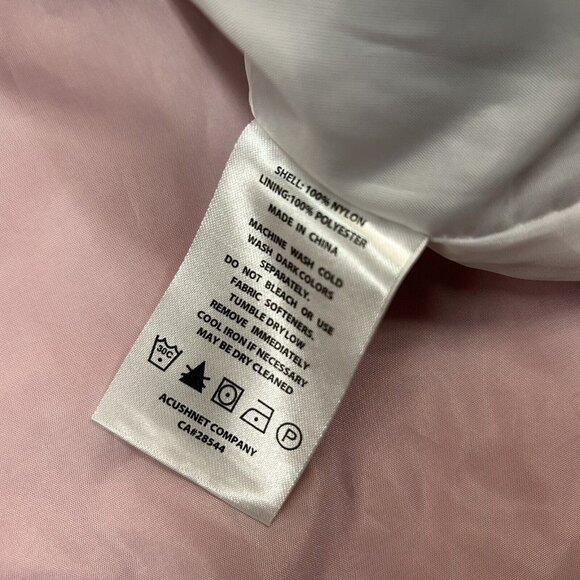 SHELL:100% NYLON
LINING:100% POLYESTER
MADE IN CHINA
MACHINE WASH COLD
WASH DARK COLORS
SEPARATELY.
DO NOT BLEACH OR USE
FABRIC SOFTENERS.
TUMBLE DRY LOW
REMOVE IMMEDIATELY
COOL IRON IF NECESSARY
MAY BE DRY CLEANED
30C
P
ACUSHNET COMPANY
CA#28544